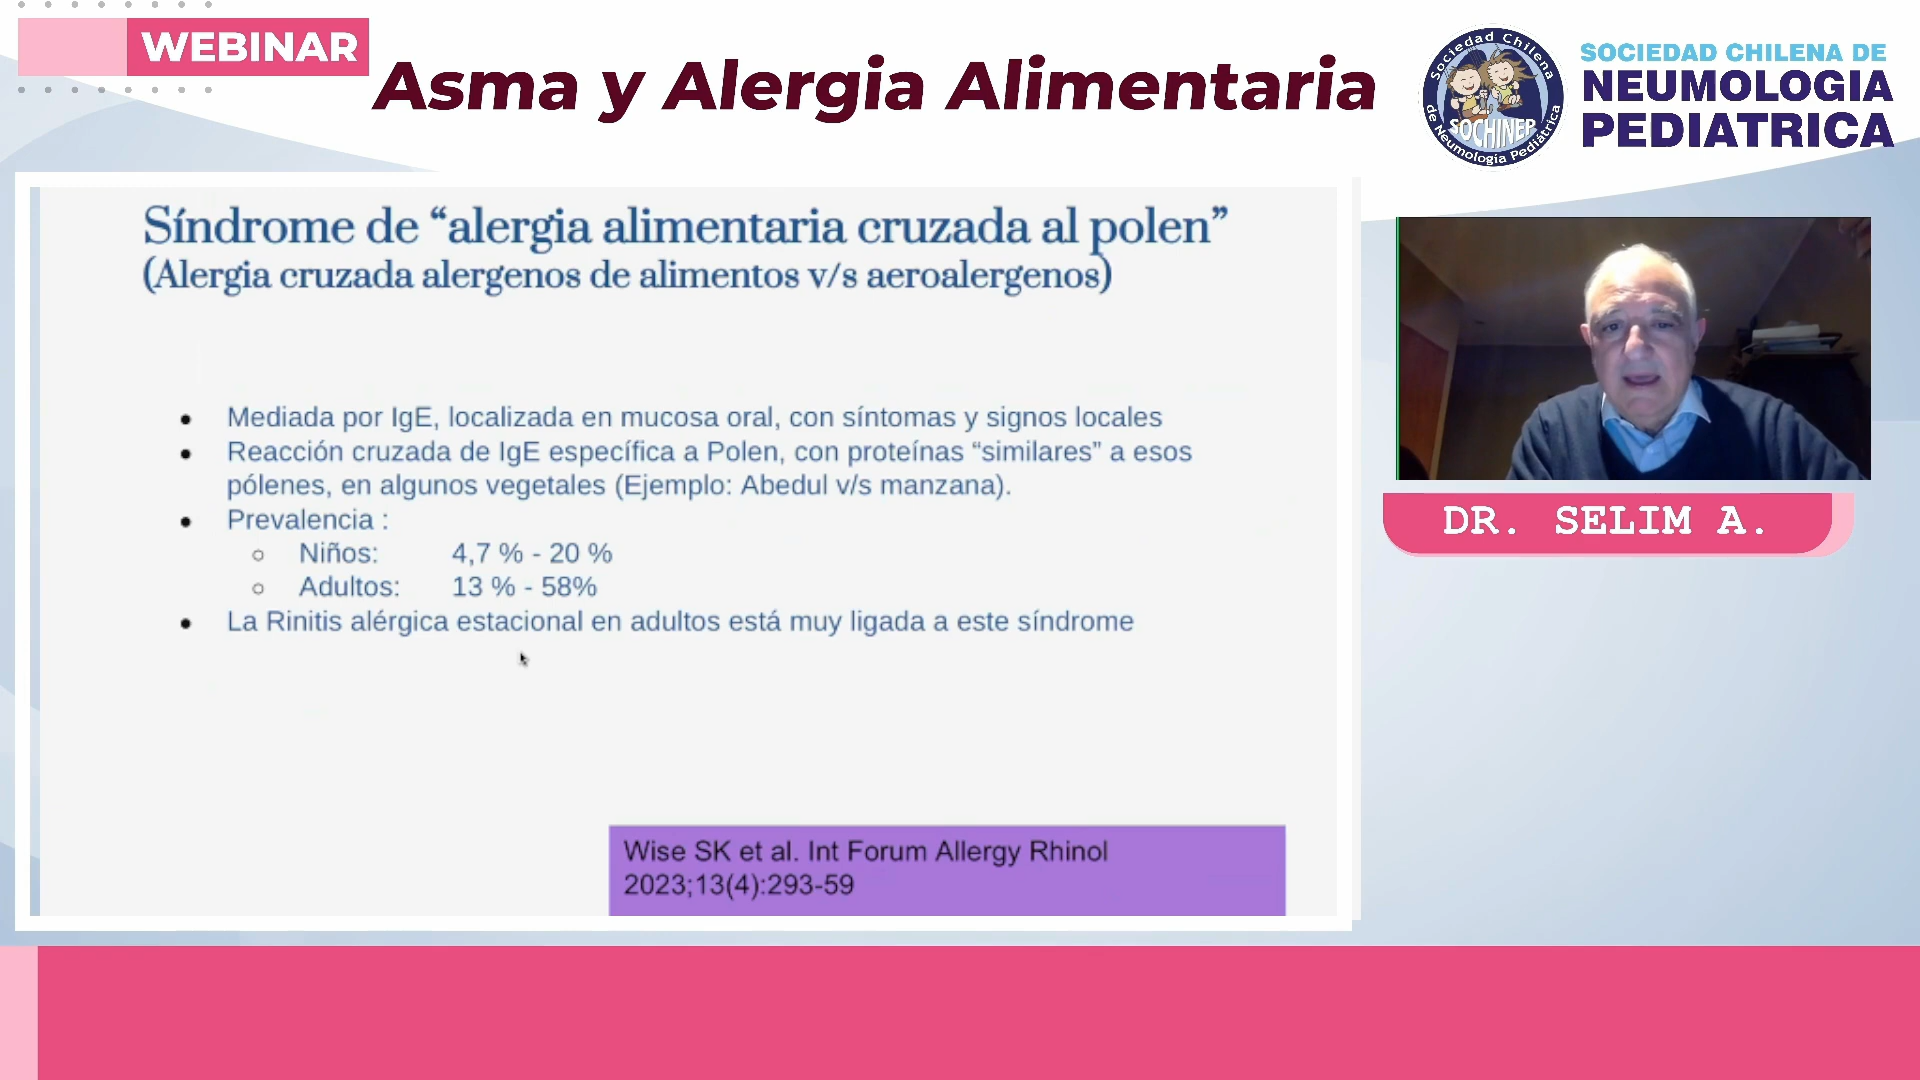 WEBINAR
Asma y Alergia Alimentaria
Sociedad Chilena
de Neumología Pediátrica
SOCHINEP
SOCIEDAD CHILENA DE
NEUMOLOGIA
PEDIATRICA
Síndrome de “alergia alimentaria cruzada al polen”
(Alergia cruzada alergenos de alimentos v/s aeroalergenos)
• Mediada por IgE, localizada en mucosa oral, con síntomas y signos locales
• Reacción cruzada de IgE específica a Polen, con proteínas “similares” a esos
pólenes, en algunos vegetales (Ejemplo: Abedul v/s manzana).
• Prevalencia :
○ Niños: 4,7 % - 20 %
○ Adultos: 13 % - 58%
• La Rinitis alérgica estacional en adultos está muy ligada a este síndrome
Wise SK et al. Int Forum Allergy Rhinol
2023;13(4):293-59
DR. SELIM A.